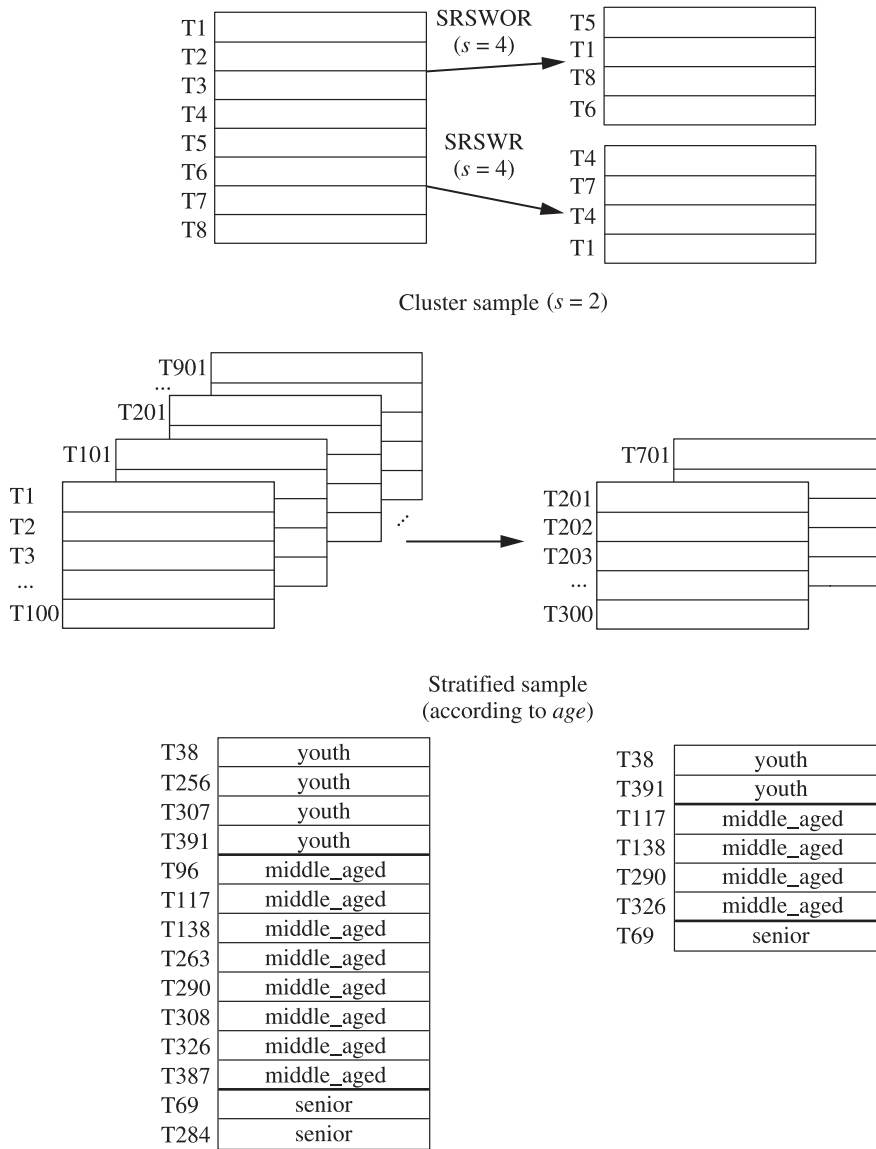 T1
T2
T3
T4
T5
T6
T7
T8
SRSWOR
(s = 4)
SRSWR
(s = 4)
T5
T1
T8
T6
T4
T7
T4
T1
Cluster sample (s = 2)
T901
...
T201
T101
T1
T2
T3
...
T100
...
T701
T201
T202
T203
...
T300
Stratified sample
(according to age)
T38 youth
T256 youth
T307 youth
T391 youth
T96 middle_aged
T117 middle_aged
T138 middle_aged
T263 middle_aged
T290 middle_aged
T308 middle_aged
T326 middle_aged
T387 middle_aged
T69 senior
T284 senior
T38 youth
T391 youth
T117 middle_aged
T138 middle_aged
T290 middle_aged
T326 middle_aged
T69 senior